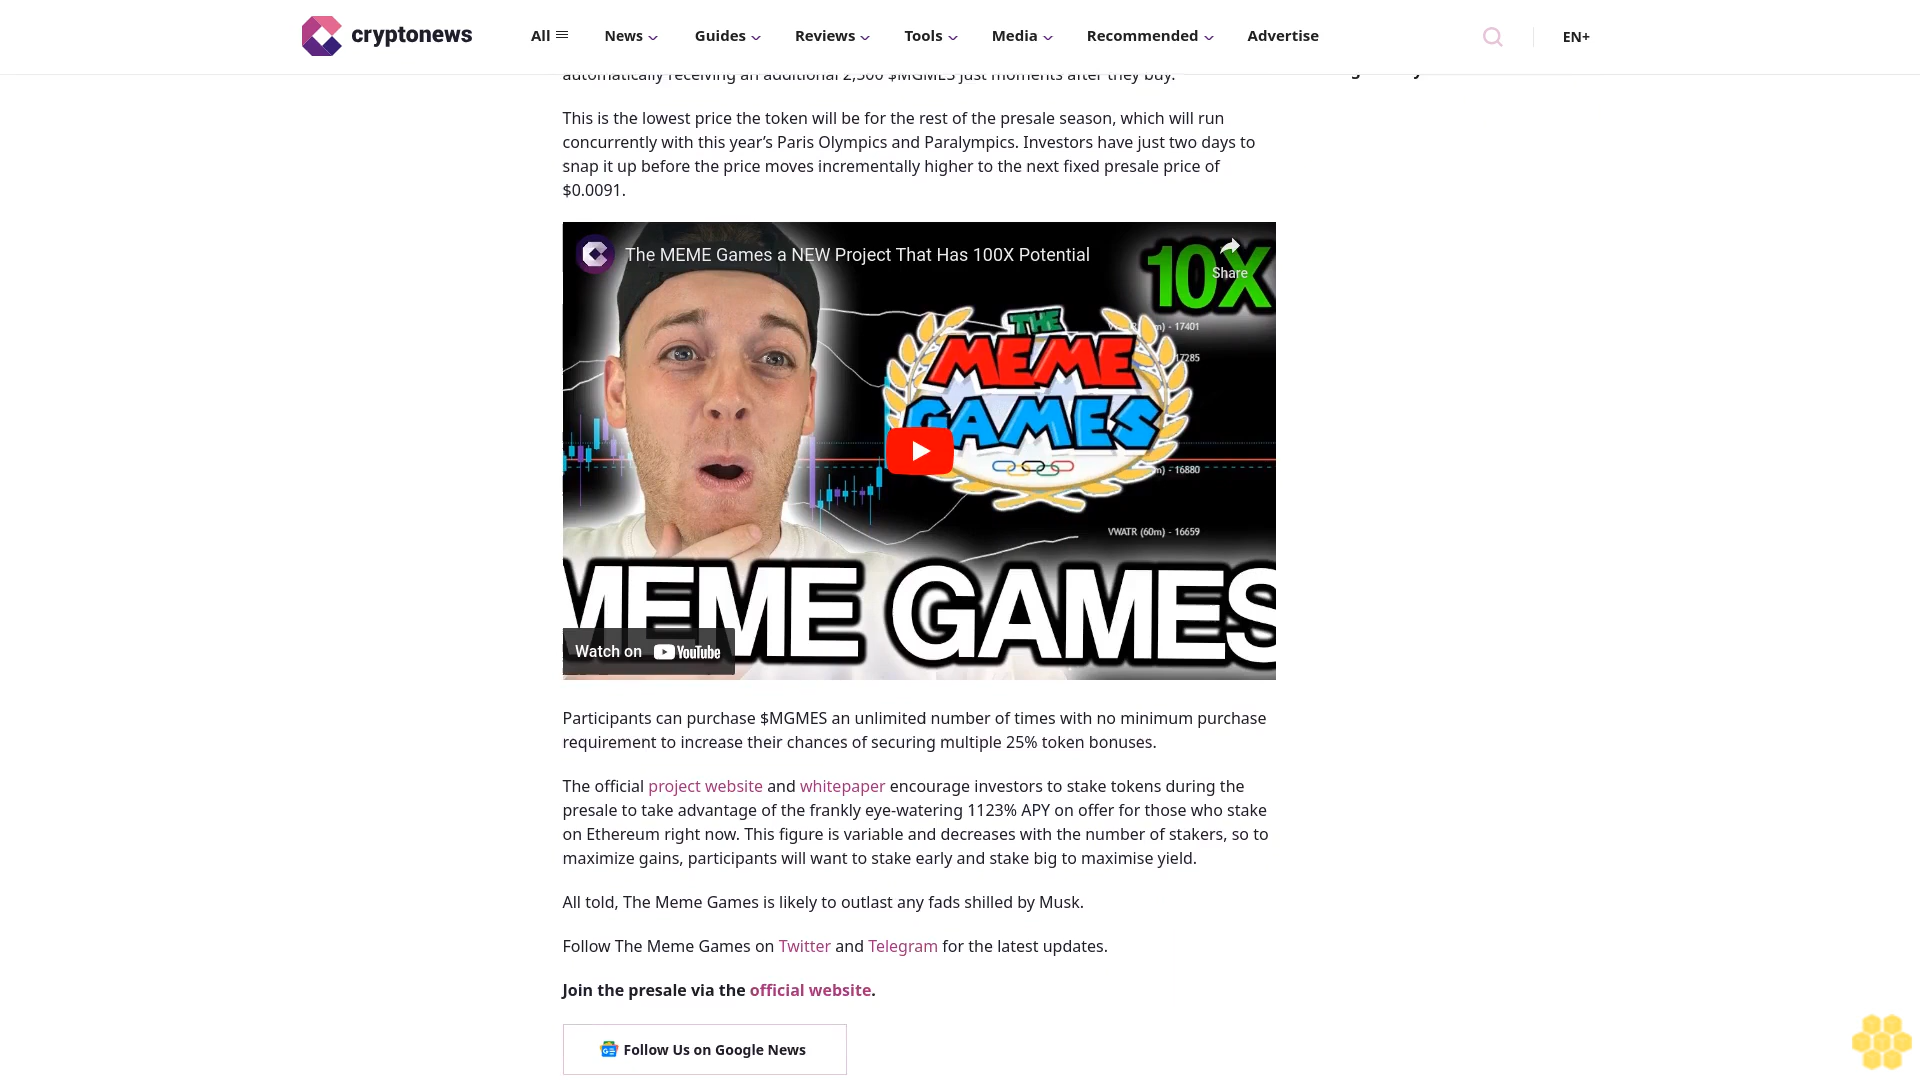 cryptonews
All
News
Guides
Reviews
Tools
Media
Recommended
Advertise
EN+
automatically receiving an additional 2,500 $MGMES just moments after they buy.
This is the lowest price the token will be for the rest of the presale season, which will run
concurrently with this year’s Paris Olympics and Paralympics. Investors have just two days to
snap it up before the price moves incrementally higher to the next fixed presale price of
$0.0091.
The MEME Games a NEW Project That Has 100X Potential
10X
Share
THE
MEME
GAMES
- 17401
17285
- 16880
VWATR (60m) - 16659
MEME GAMES
Watch on YouTube
Participants can purchase $MGMES an unlimited number of times with no minimum purchase
requirement to increase their chances of securing multiple 25% token bonuses.
The official project website and whitepaper encourage investors to stake tokens during the
presale to take advantage of the frankly eye-watering 1123% APY on offer for those who stake
on Ethereum right now. This figure is variable and decreases with the number of stakers, so to
maximize gains, participants will want to stake early and stake big to maximise yield.
All told, The Meme Games is likely to outlast any fads shilled by Musk.
Follow The Meme Games on Twitter and Telegram for the latest updates.
Join the presale via the official website.
Follow Us on Google News